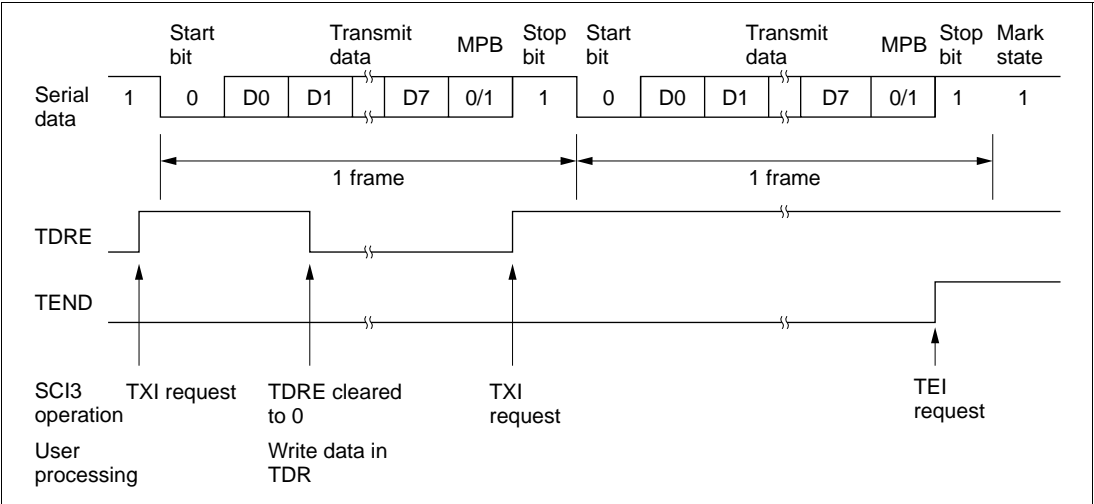 Start bit Transmit data MPB Stop bit Start bit Transmit data MPB Stop bit Mark state
Serial data 1 0 D0 D1 D7 0/1 1 0 D0 D1 D7 0/1 1 1
1 frame 1 frame
TDRE
TEND
SCI3 operation TXI request TDRE cleared to 0 TXI request TEI request
User processing Write data in TDR